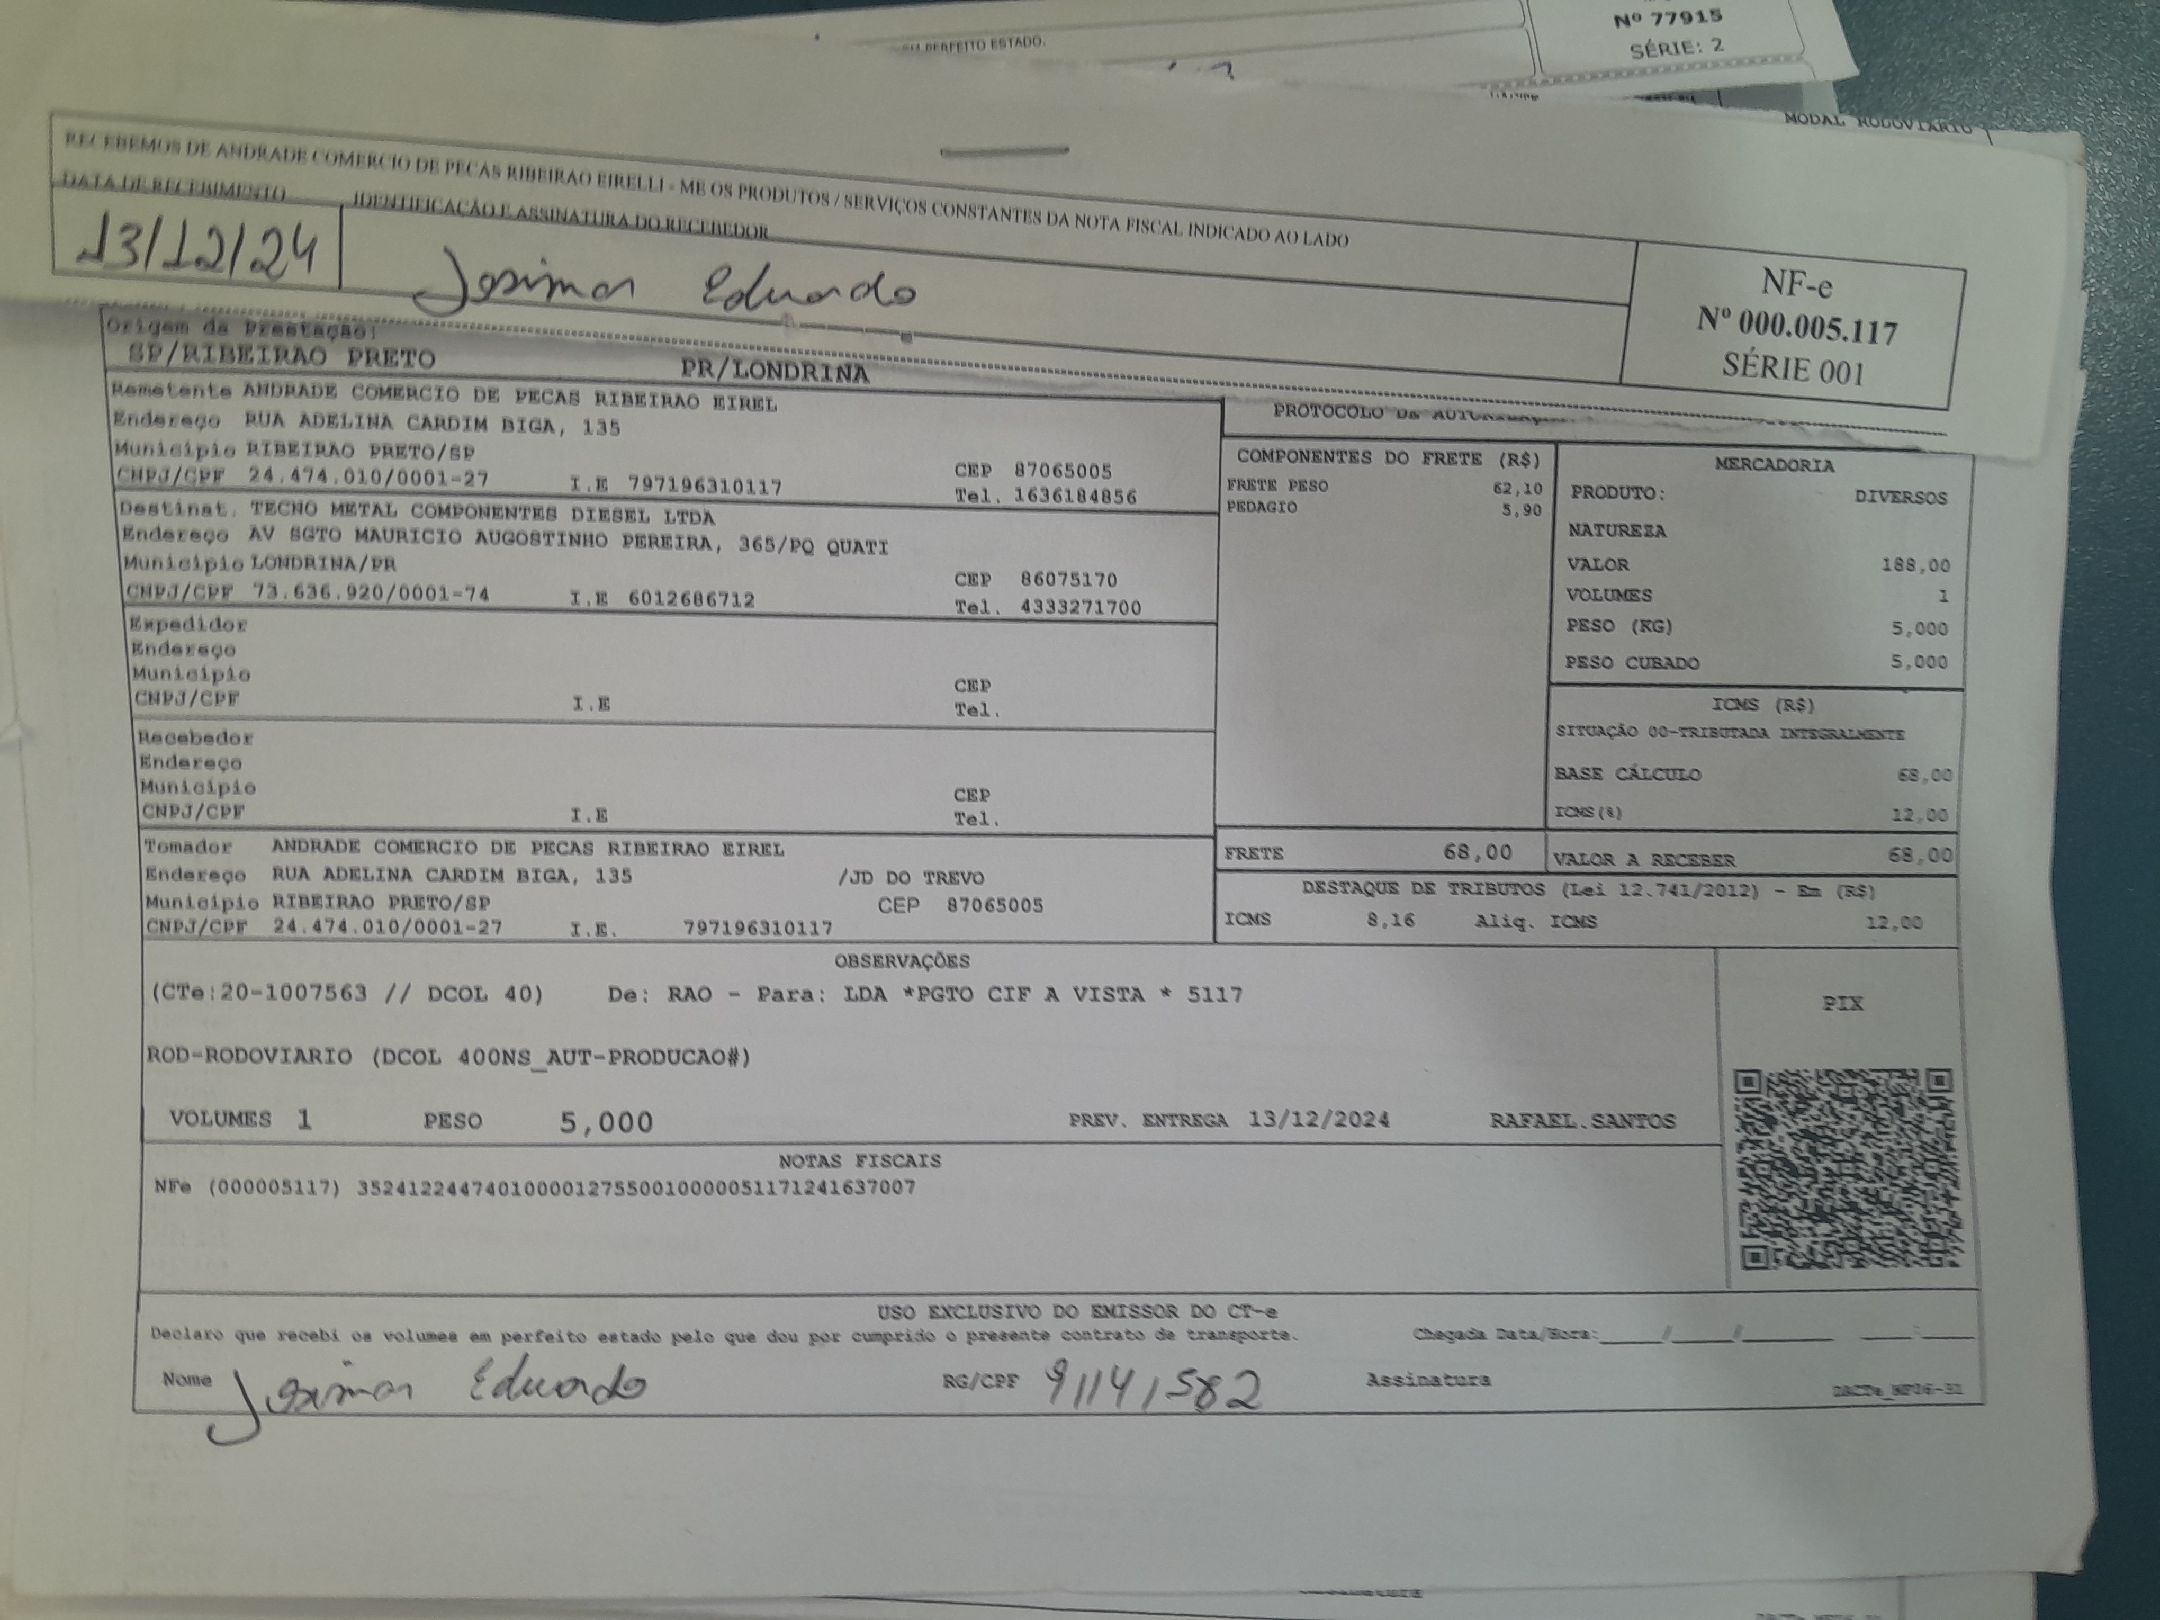 Nº 77915
PERFEITO ESTADO.
SÉRIE: 2
MODAL RODOVIARIO
RECEBEMOS DE ANDRADE COMERCIO DE PECAS RIBEIRAO EIRELLI - ME OS PRODUTOS / SERVIÇOS CONSTANTES DA NOTA FISCAL INDICADO AO LADO
DATA DE RECEBIMENTO IDENTIFICAÇÃO E ASSINATURA DO RECEBEDOR
13/12/24 Josimar Eduardo
NF-e
Nº 000.005.117
SÉRIE 001
Origem da Prestação:
SP/RIBEIRAO PRETO PR/LONDRINA
Remetente ANDRADE COMERCIO DE PECAS RIBEIRAO EIREL
Endereço RUA ADELINA CARDIM BIGA, 135
Município RIBEIRAO PRETO/SP CEP 87065005
CNPJ/CPF 24.474.010/0001-27 I.E 797196310117 Tel. 1636184856
Destinat. TECNO METAL COMPONENTES DIESEL LTDA
Endereço AV SGTO MAURICIO AUGOSTINHO PEREIRA, 365/PQ QUATI
Município LONDRINA/PR CEP 86075170
CNPJ/CPF 73.636.920/0001-74 I.E 6012686712 Tel. 4333271700
Expedidor
Endereço
Município CEP
CNPJ/CPF I.E Tel.
Recebedor
Endereço
Município CEP
CNPJ/CPF I.E Tel.
Tomador ANDRADE COMERCIO DE PECAS RIBEIRAO EIREL
Endereço RUA ADELINA CARDIM BIGA, 135 /JD DO TREVO
Município RIBEIRAO PRETO/SP CEP 87065005
CNPJ/CPF 24.474.010/0001-27 I.E. 797196310117
PROTOCOLO DE
COMPONENTES DO FRETE (R$)
FRETE PESO 62,10
PEDAGIO 5,90
MERCADORIA
PRODUTO: DIVERSOS
NATUREZA
VALOR 188,00
VOLUMES 1
PESO (KG) 5,000
PESO CUBADO 5,000
ICMS (R$)
SITUAÇÃO 00-TRIBUTADA INTEGRALMENTE
BASE CÁLCULO 68,00
ICMS(%) 12,00
FRETE 68,00 VALOR A RECEBER 68,00
DESTAQUE DE TRIBUTOS (Lei 12.741/2012) - Em (R$)
ICMS 8,16 Aliq. ICMS 12,00
OBSERVAÇÕES
(CTe:20-1007563 // DCOL 40) De: RAO - Para: LDA *PGTO CIF A VISTA * 5117
PIX
ROD-RODOVIARIO (DCOL 400NS_AUT-PRODUCAO#)
VOLUMES 1 PESO 5,000 PREV. ENTREGA 13/12/2024 RAFAEL.SANTOS
NOTAS FISCAIS
NFe (000005117) 35241224474010000127550010000051171241637007
USO EXCLUSIVO DO EMISSOR DO CT-e
Declaro que recebi os volumes em perfeito estado pelo que dou por cumprido o presente contrato de transporte. Chegada Data/Hora:____/____/______ ___:___
Nome Josimar Eduardo RG/CPF 91141582 Assinatura